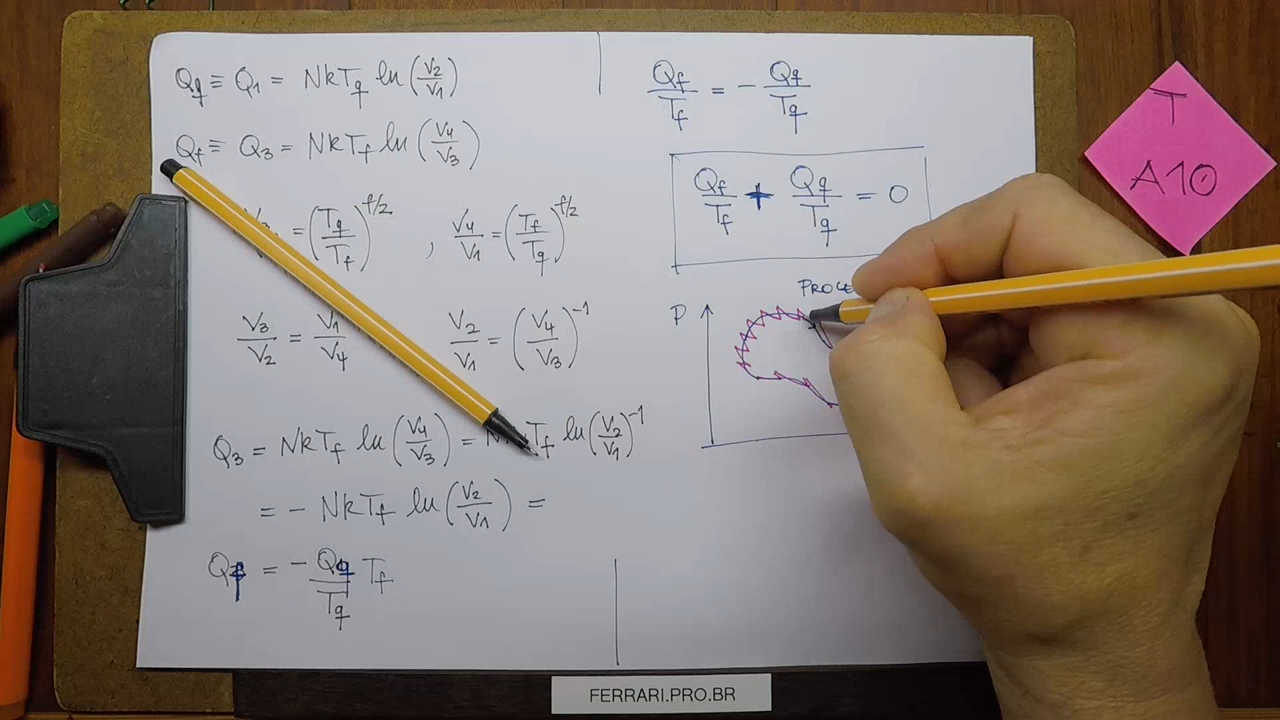 Qq ≡ Q1 = NkTq ln(V2/V1)
Qf ≡ Q3 = NkTf ln(V4/V3)
= (Tq/Tf)^f/2 , V4/V1 = (Tf/Tq)^f/2
V3/V2 = V1/V4 V2/V1 = (V4/V3)^-1
Q3 = NkTf ln(V4/V3) = Tf ln(V2/V1)^-1
= - NkTf ln(V2/V1) =
Qf = - Qq/Tq Tf
Qf/Tf = - Qq/Tq
Qf/Tf + Qq/Tq = 0
P
T
A10
FERRARI.PRO.BR